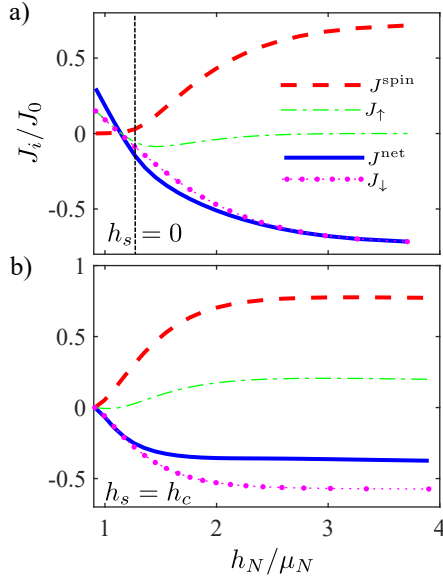 a)
0.5
0
-0.5
J_i/J_0
J^spin
J_↑
J^net
J_↓
h_s = 0
b)
1
0.5
0
-0.5
h_s = h_c
1 2 3 4
h_N/μ_N